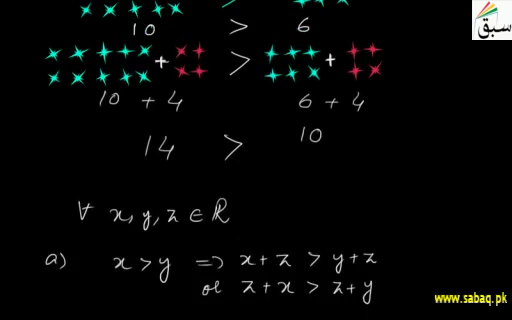 سبق
10 > 6
+ > +
10 + 4 6 + 4
14 > 10
∀ x, y, z ∈ ℝ
a) x > y ⇒ x + z > y + z
or z + x > z + y
www.sabaq.pk